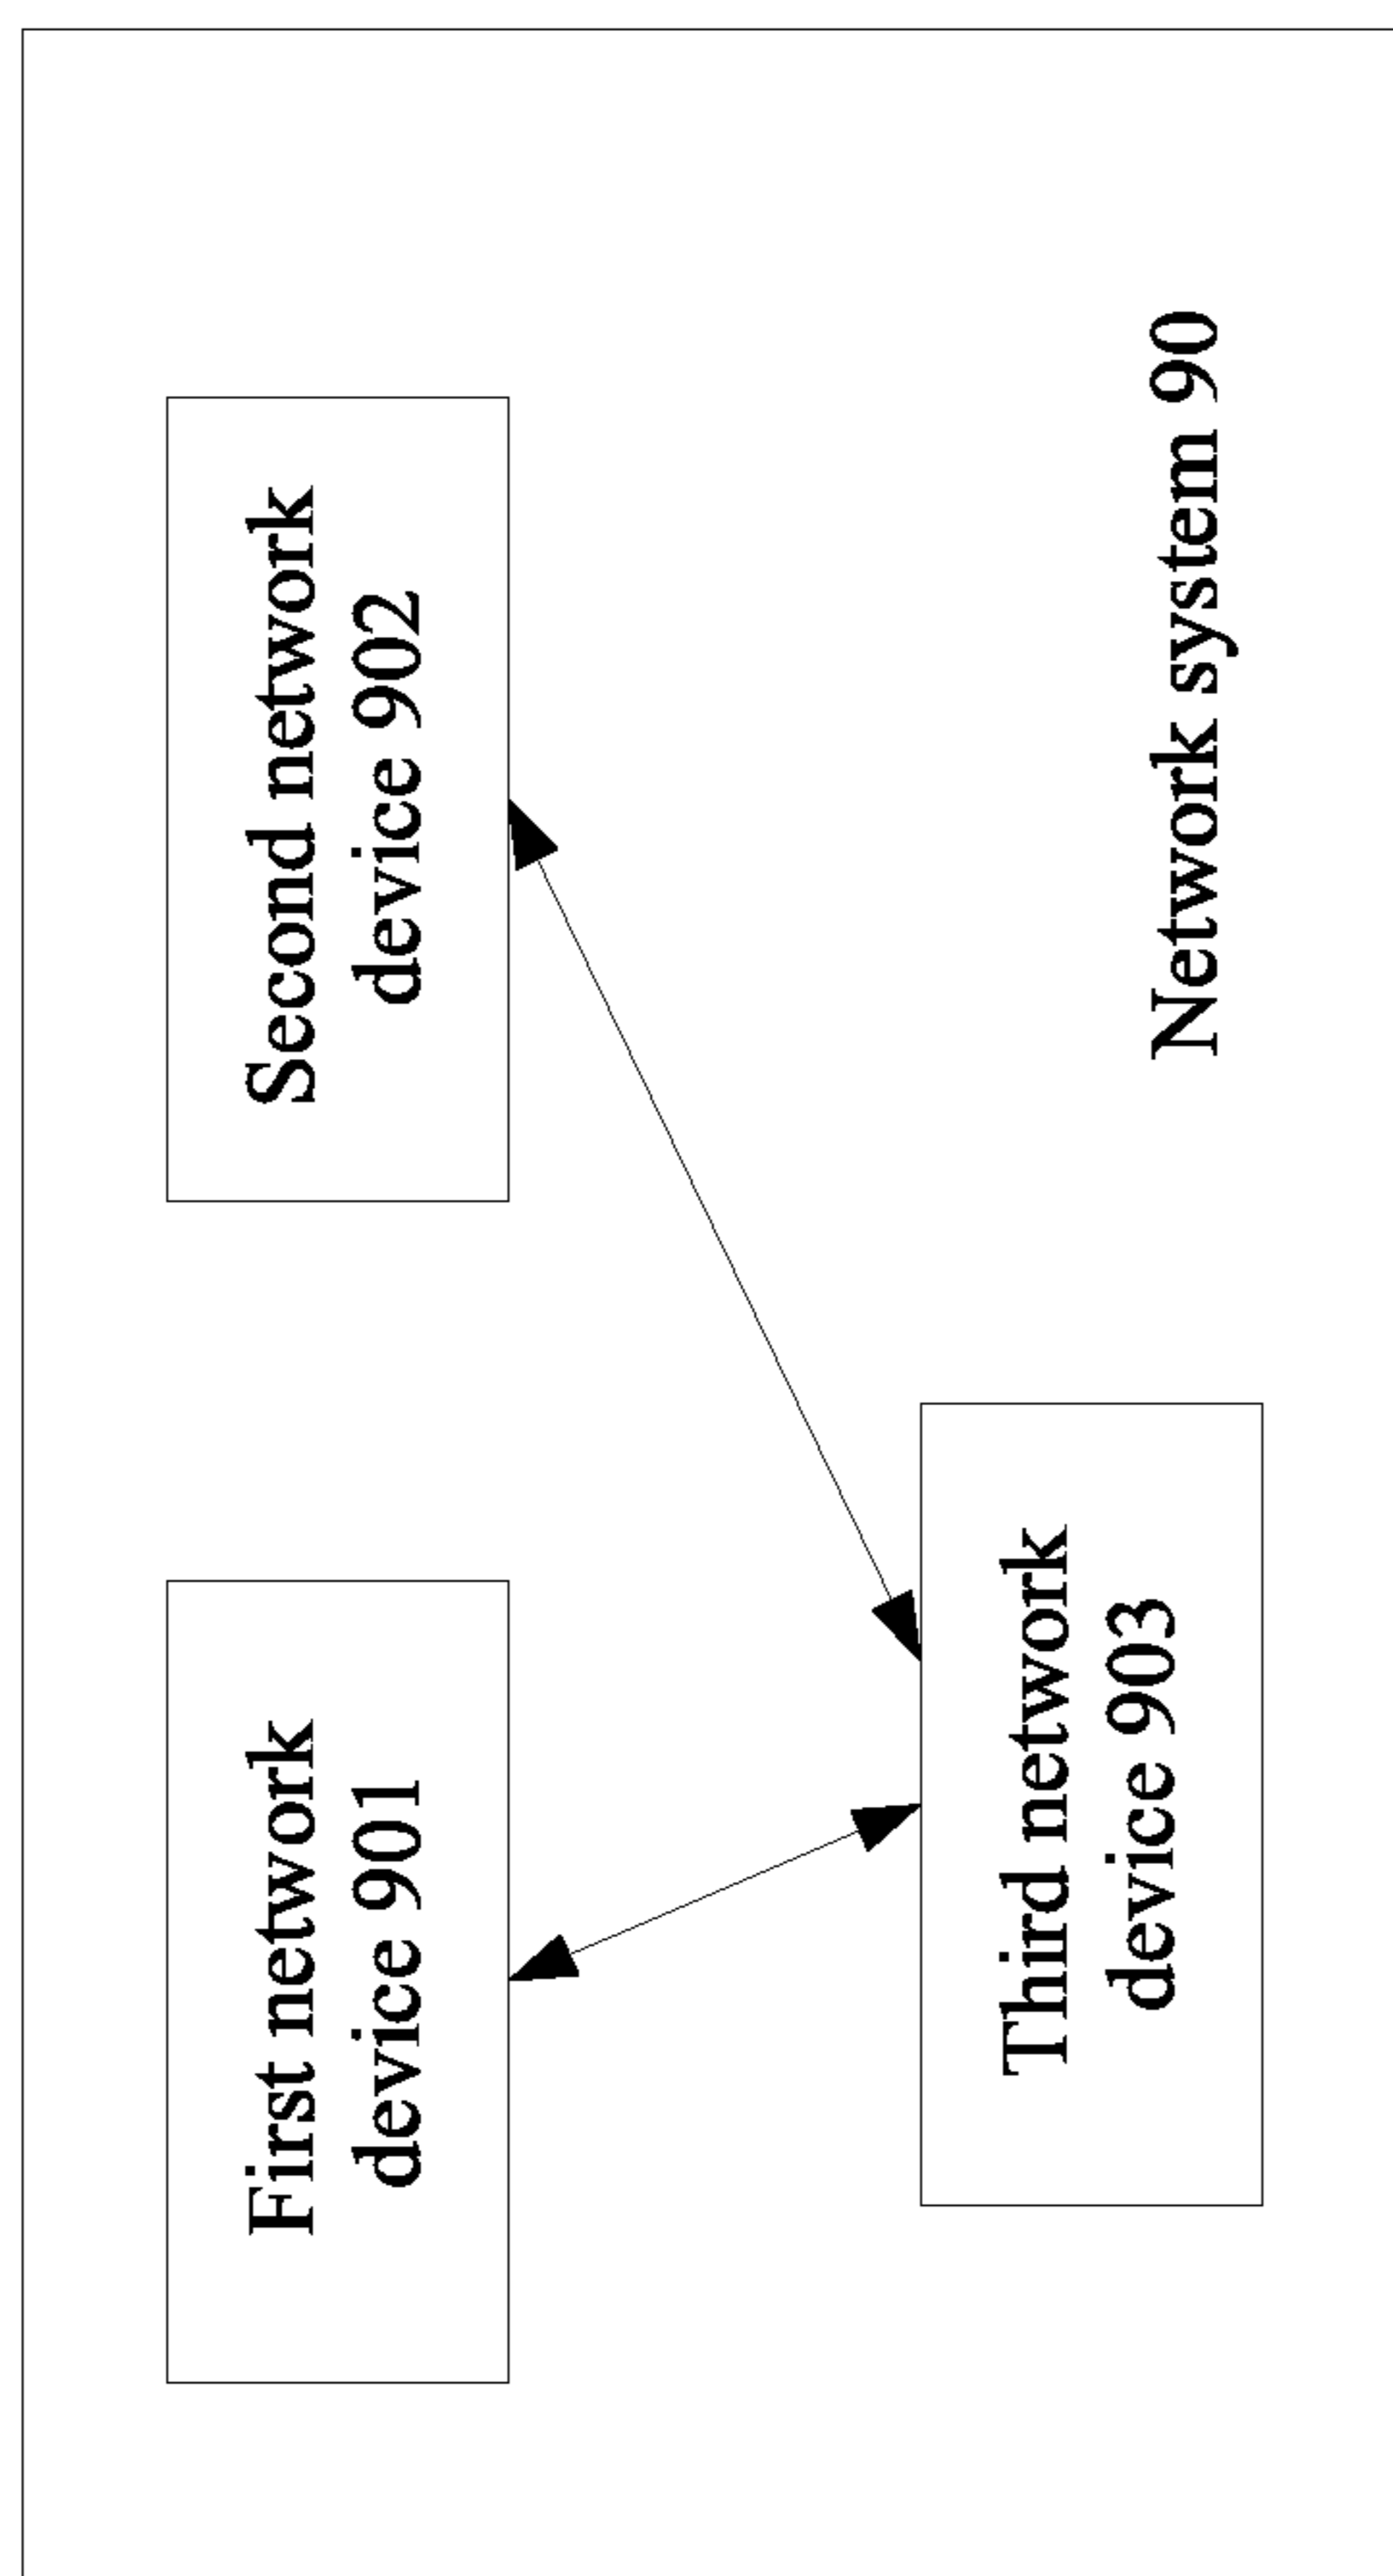 First network
device 901
Second network
device 902
Third network
device 903
Network system 90